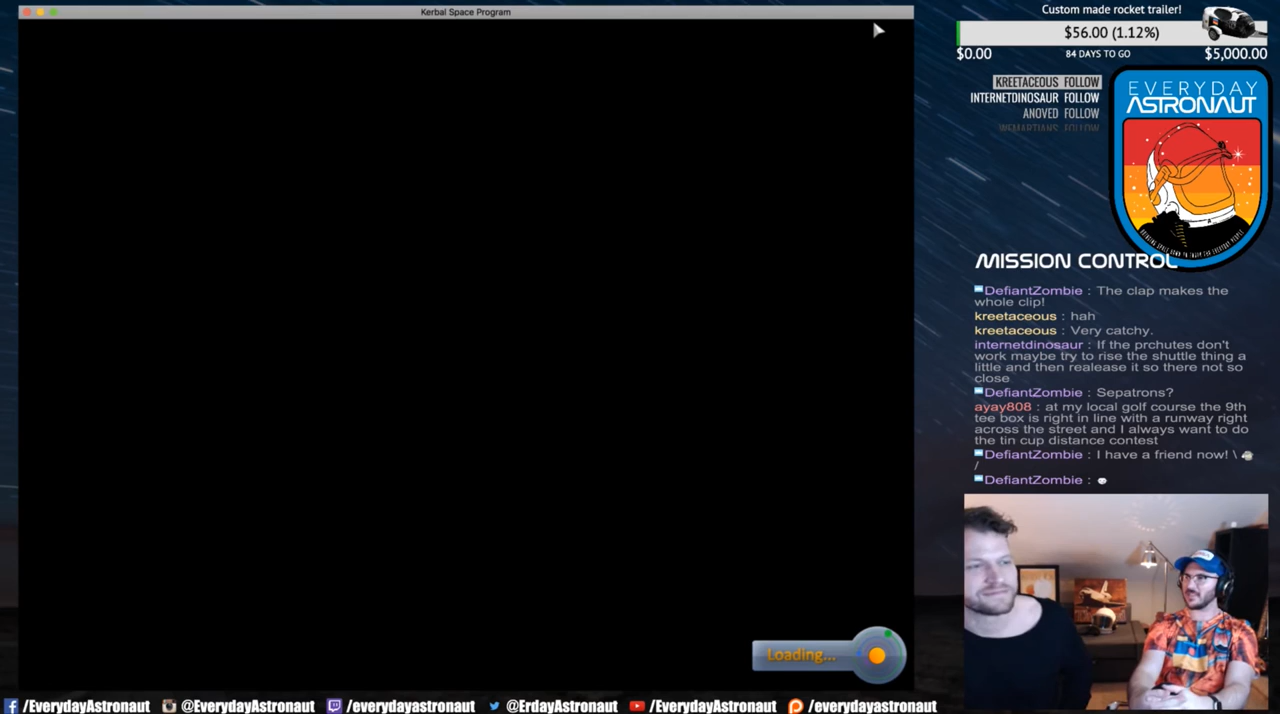 Kerbal Space Program
Custom made rocket trailer!
$56.00 (1.12%)
$0.00
84 DAYS TO GO
$5,000.00
KREETACEOUS FOLLOW
INTERNETDINOSAUR FOLLOW
ANOVED FOLLOW
WEMARTIANS FOLLOW
EVERYDAY
ASTRONAUT
MISSION CONTROL
DefiantZombie : The clap makes the
whole clip!
kreetaceous : hah
kreetaceous : Very catchy.
internetdinosaur : If the prchutes don't
work maybe try to rise the shuttle thing a
little and then realease it so there not so
close
DefiantZombie : Sepatrons?
ayay808 : at my local golf course the 9th
tee box is right in line with a runway right
across the street and I always want to do
the tin cup distance contest
DefiantZombie : I have a friend now! \
/
DefiantZombie :
Loading...
/EverydayAstronaut @EverydayAstronaut /everydayastronaut @ErdayAstronaut /EverydayAstronaut /everydayastronaut